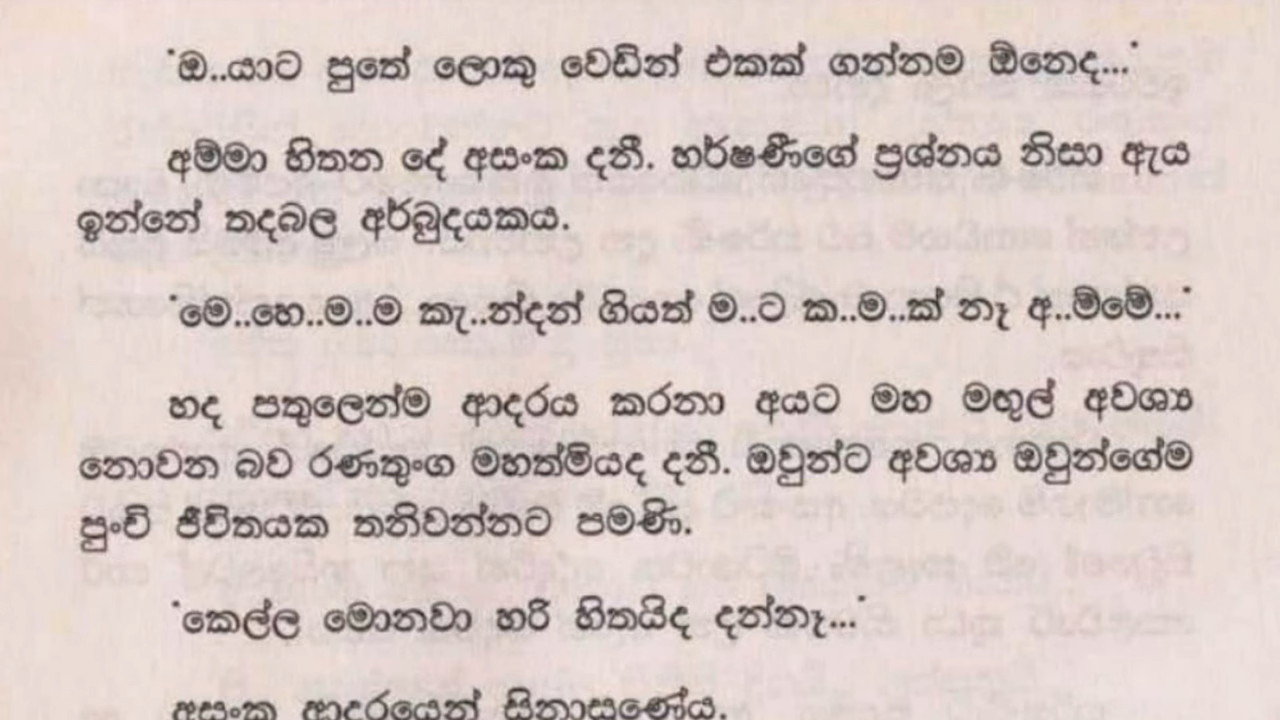 'ඔ..යාට පුතේ ලොකු වෙඩින් එකක් ගන්නම ඕනෙද...'
අම්මා හිතන දේ අසංක දනී. හර්ෂණීගේ ප්‍රශ්නය නිසා ඇය
ඉන්නේ තදබල අර්බුදයකය.
'මෙ..හෙ..ම..ම කැ..න්දන් ගියත් ම..ට ක..ම..ක් නෑ අ..ම්මේ...'
හද පතුලෙන්ම ආදරය කරනා අයට මහ මඟුල් අවශ්‍ය
නොවන බව රණතුංග මහත්මියද දනී. ඔවුන්ට අවශ්‍ය ඔවුන්ගේම
පුංචි ජීවිතයක තනිවන්නට පමණි.
'කෙල්ල මොනවා හරි හිතයිද දන්නෑ...'
අසංක ආදරයෙන් සිනාසුණේය.